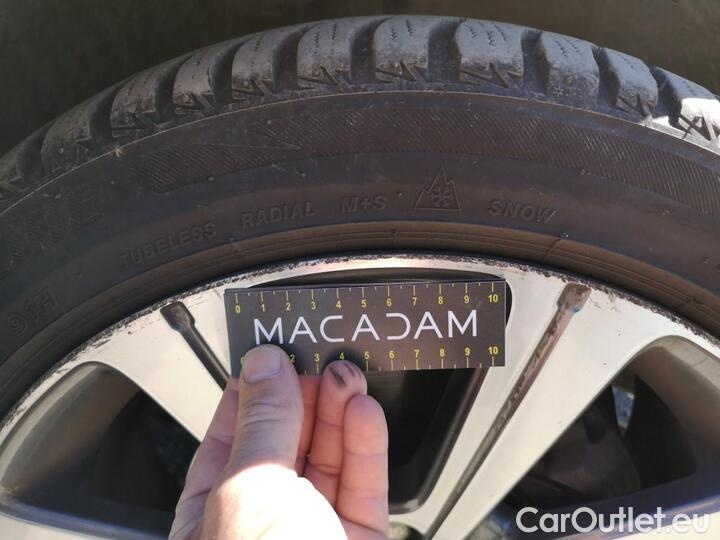 TUBELESS RADIAL M+S SNOW
91H
0 1 2 3 4 5 6 7 8 9 10
MACADAM
3 4 5 6 7 8 9 10
CarOutlet.eu